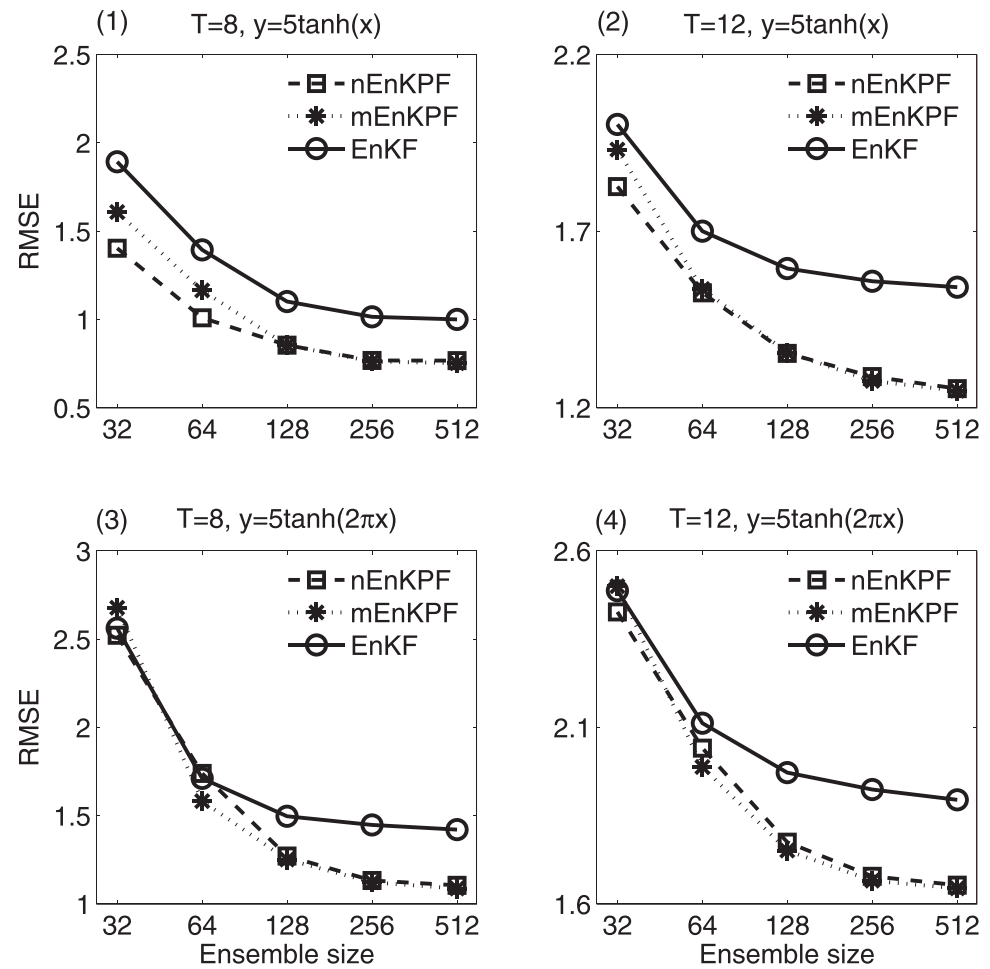 (1) T=8, y=5tanh(x)
2.5
2
1.5
1
0.5
RMSE
nEnKPF
mEnKPF
EnKF
32 64 128 256 512
(2) T=12, y=5tanh(x)
2.2
1.7
1.2
nEnKPF
mEnKPF
EnKF
32 64 128 256 512
(3) T=8, y=5tanh(2πx)
3
2.5
2
1.5
1
RMSE
nEnKPF
mEnKPF
EnKF
32 64 128 256 512
Ensemble size
(4) T=12, y=5tanh(2πx)
2.6
2.1
1.6
nEnKPF
mEnKPF
EnKF
32 64 128 256 512
Ensemble size